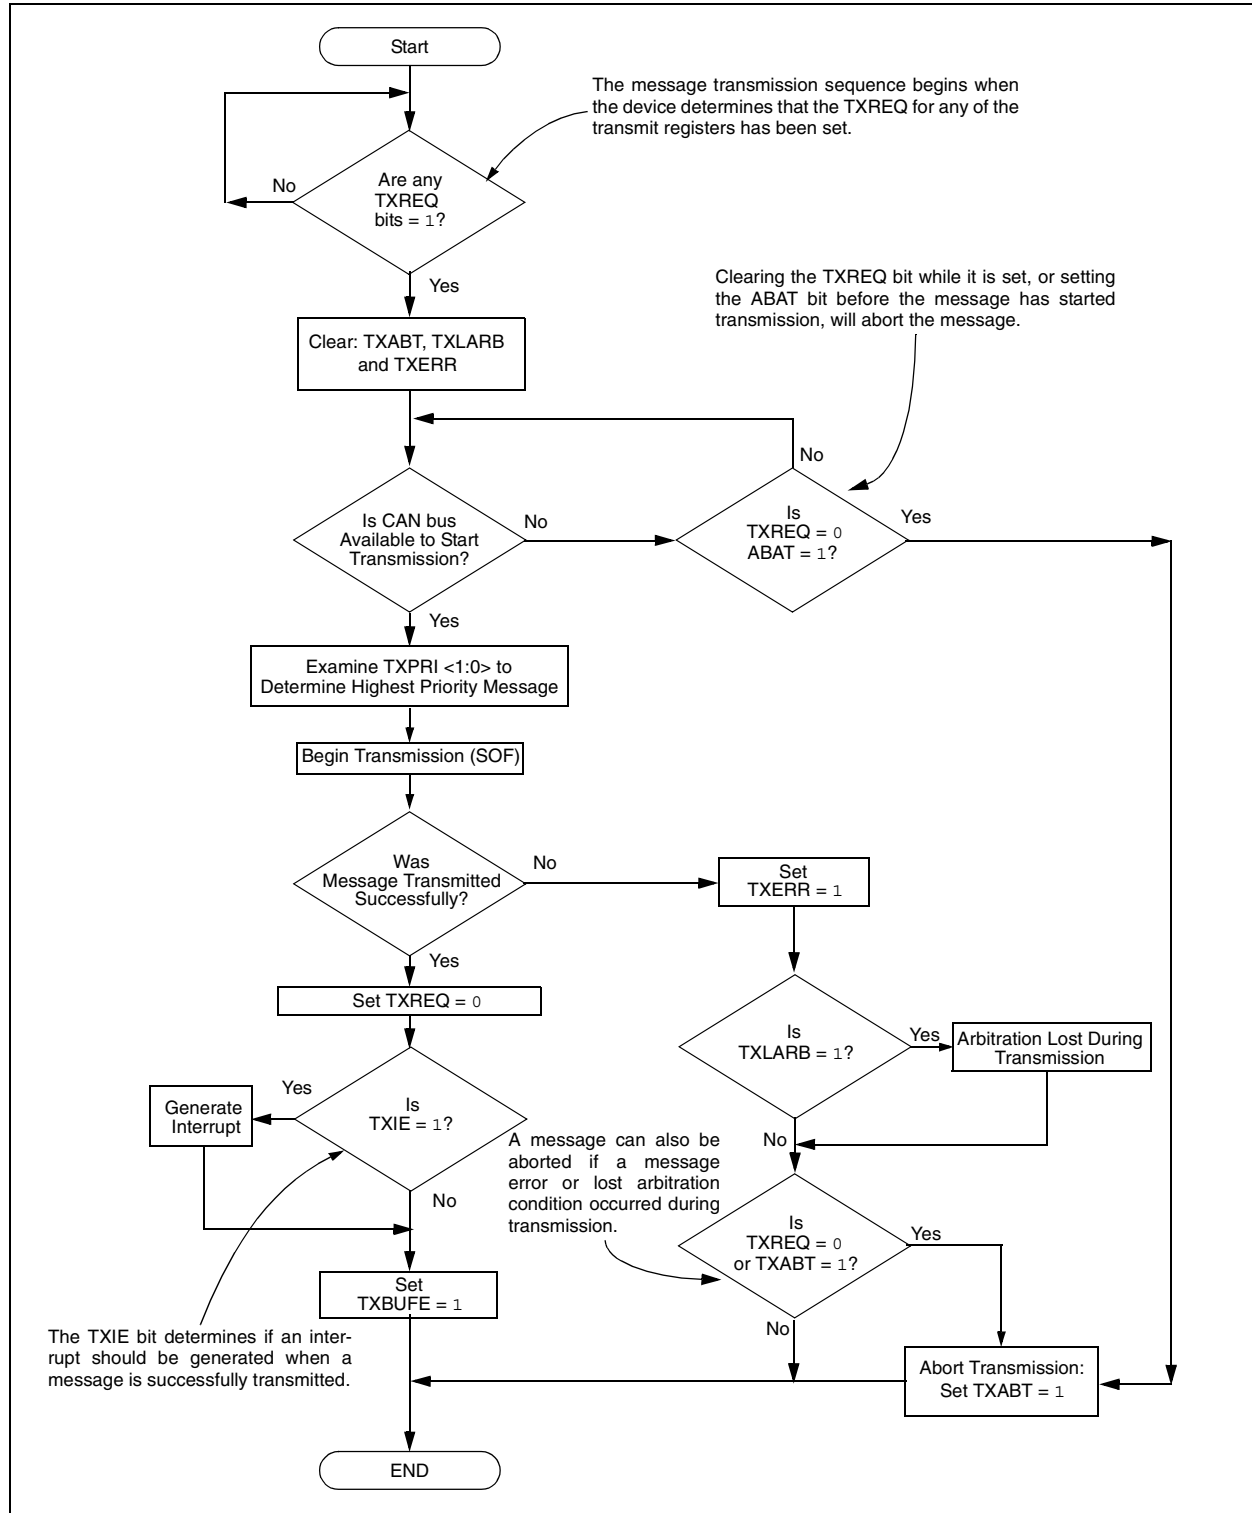 Start
The message transmission sequence begins when
the device determines that the TXREQ for any of the
transmit registers has been set.
No
Are any
TXREQ
bits = 1?
Yes
Clearing the TXREQ bit while it is set, or setting
the ABAT bit before the message has started
transmission, will abort the message.
Clear: TXABT, TXLARB
and TXERR
No
Is CAN bus
Available to Start
Transmission?
No
Is
TXREQ = 0
ABAT = 1?
Yes
Yes
Examine TXPRI <1:0> to
Determine Highest Priority Message
Begin Transmission (SOF)
Was
Message Transmitted
Successfully?
No
Set
TXERR = 1
Yes
Set TXREQ = 0
Is
TXLARB = 1?
Yes
Arbitration Lost During
Transmission
Yes
Generate
Interrupt
Is
TXIE = 1?
No
A message can also be
aborted if a message
error or lost arbitration
condition occurred during
transmission.
No
Is
TXREQ = 0
or TXABT = 1?
Yes
Set
TXBUFE = 1
No
The TXIE bit determines if an inter-
rupt should be generated when a
message is successfully transmitted.
Abort Transmission:
Set TXABT = 1
END